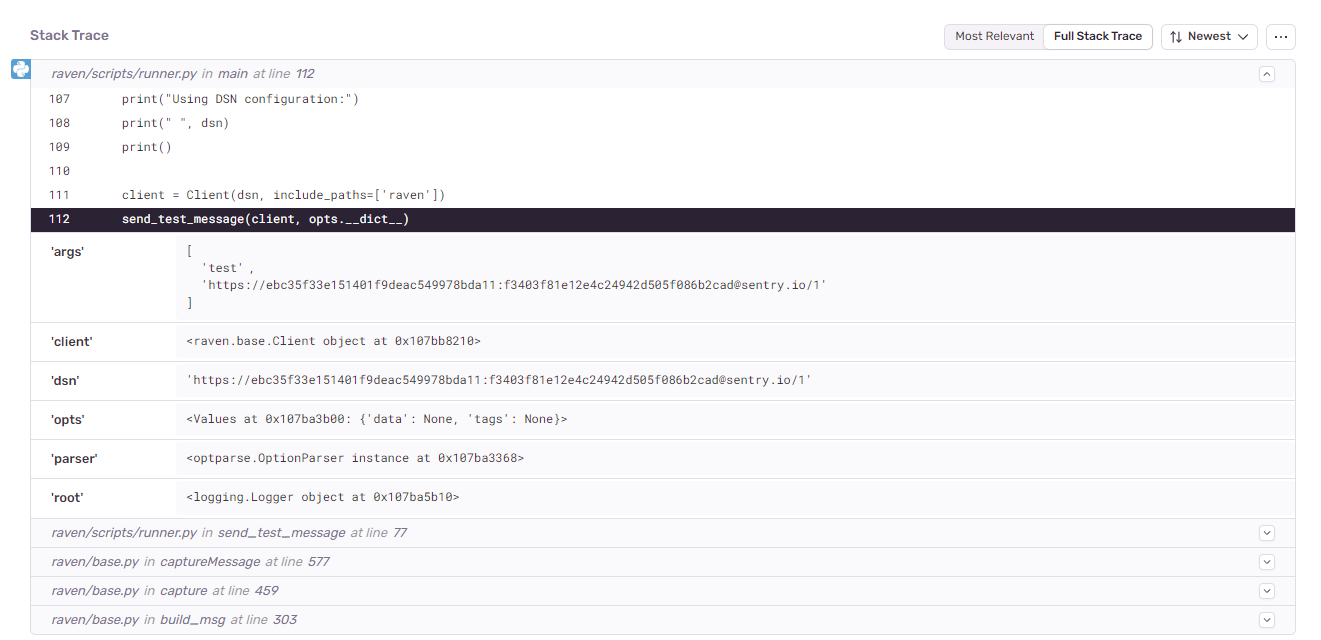 Stack Trace
Most Relevant Full Stack Trace Newest
raven/scripts/runner.py in main at line 112
107 print("Using DSN configuration:")
108 print(" ", dsn)
109 print()
110
111 client = Client(dsn, include_paths=['raven'])
112 send_test_message(client, opts.__dict__)
'args' [
'test' ,
'https://ebc35f33e151401f9deac549978bda11:f3403f81e12e4c24942d505f086b2cad@sentry.io/1'
]
'client' <raven.base.Client object at 0x107bb8210>
'dsn' 'https://ebc35f33e151401f9deac549978bda11:f3403f81e12e4c24942d505f086b2cad@sentry.io/1'
'opts' <Values at 0x107ba3b00: {'data': None, 'tags': None}>
'parser' <optparse.OptionParser instance at 0x107ba3368>
'root' <logging.Logger object at 0x107ba5b10>
raven/scripts/runner.py in send_test_message at line 77
raven/base.py in captureMessage at line 577
raven/base.py in capture at line 459
raven/base.py in build_msg at line 303